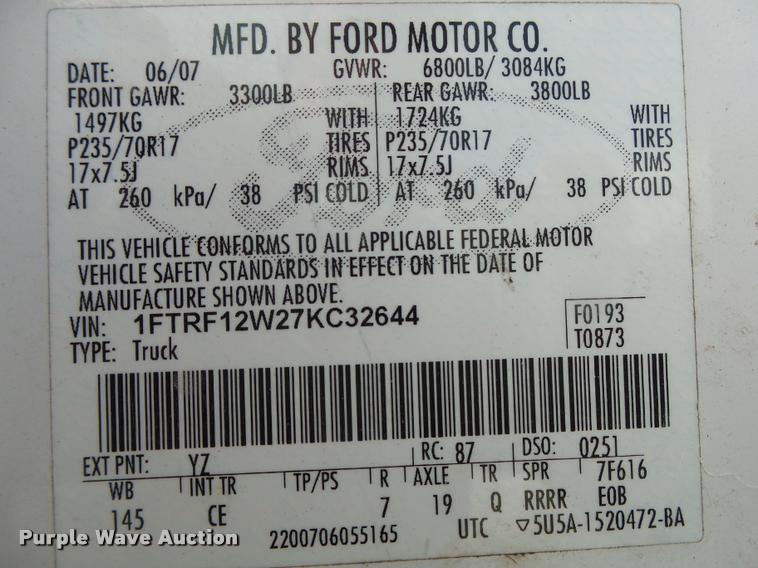 MFD. BY FORD MOTOR CO.
DATE: 06/07 GVWR: 6800LB/ 3084KG
FRONT GAWR: 3300LB REAR GAWR: 3800LB
1497KG WITH 1724KG WITH
P235/70R17 TIRES P235/70R17 TIRES
17x7.5J RIMS 17x7.5J RIMS
AT 260 kPa/ 38 PSI COLD AT 260 kPa/ 38 PSI COLD
Ford
THIS VEHICLE CONFORMS TO ALL APPLICABLE FEDERAL MOTOR
VEHICLE SAFETY STANDARDS IN EFFECT ON THE DATE OF
MANUFACTURE SHOWN ABOVE.
VIN: 1FTRF12W27KC32644 F0193
TYPE: Truck T0873
EXT PNT: YZ RC: 87 DSO: 0251
WB INT TR TP/PS R AXLE TR SPR 7F616
145 CE 7 19 Q RRRR EOB
2200706055165 UTC ▽5U5A-1520472-BA
Purple Wave Auction